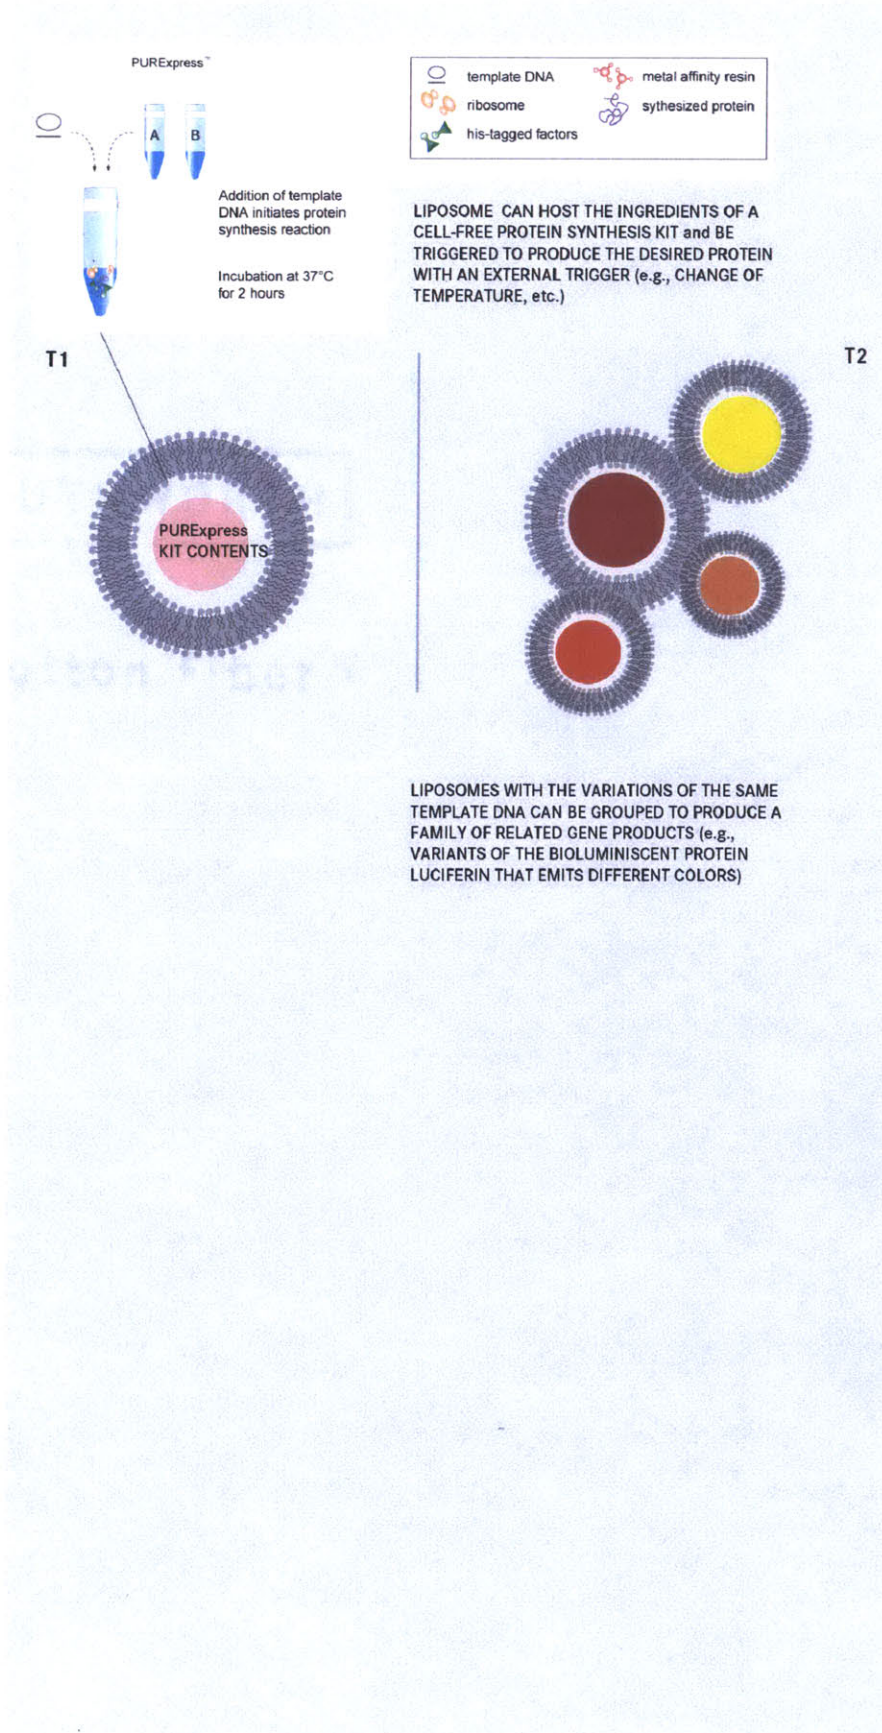 PURExpress™
A
B
Addition of template
DNA initiates protein
synthesis reaction
Incubation at 37°C
for 2 hours
template DNA
ribosome
his-tagged factors
metal affinity resin
sythesized protein
LIPOSOME CAN HOST THE INGREDIENTS OF A
CELL-FREE PROTEIN SYNTHESIS KIT and BE
TRIGGERED TO PRODUCE THE DESIRED PROTEIN
WITH AN EXTERNAL TRIGGER (e.g., CHANGE OF
TEMPERATURE, etc.)
T1
T2
PURExpress
KIT CONTENTS
LIPOSOMES WITH THE VARIATIONS OF THE SAME
TEMPLATE DNA CAN BE GROUPED TO PRODUCE A
FAMILY OF RELATED GENE PRODUCTS (e.g.,
VARIANTS OF THE BIOLUMINISCENT PROTEIN
LUCIFERIN THAT EMITS DIFFERENT COLORS)